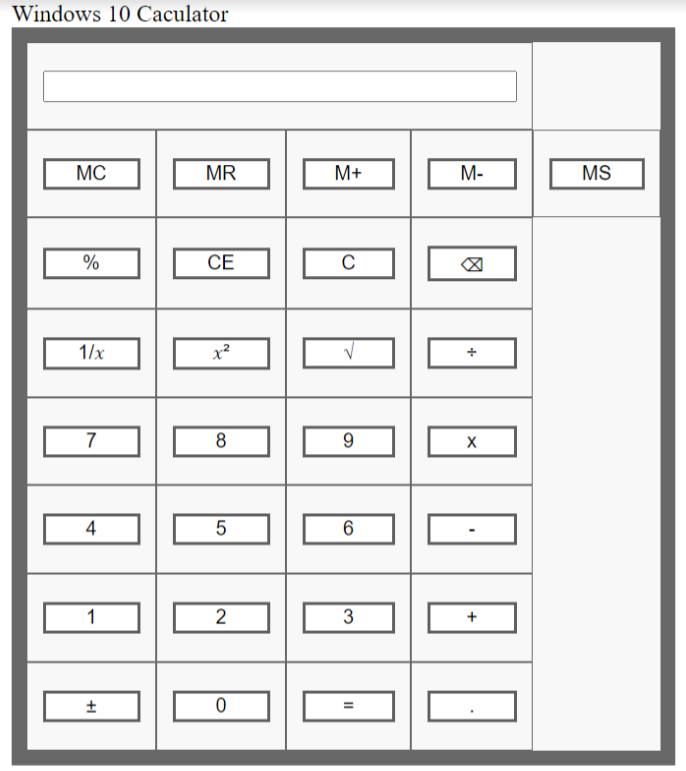 Windows 10 Caculator
MC MR M+ M- MS
% CE C ⌫
1/x x² √ ÷
7 8 9 x
4 5 6 -
1 2 3 +
± 0 = .